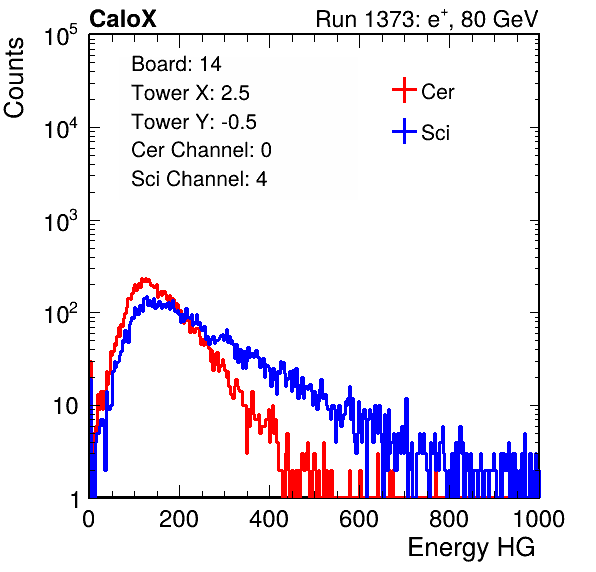 CaloX Run 1373: e⁺, 80 GeV
Counts
Board: 14
Tower X: 2.5
Tower Y: -0.5
Cer Channel: 0
Sci Channel: 4
Cer
Sci
10⁵
10⁴
10³
10²
10
1
0 200 400 600 800 1000
Energy HG